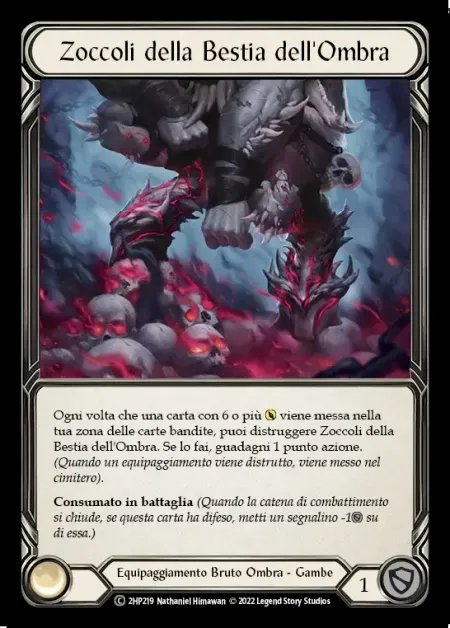 Zoccoli della Bestia dell'Ombra
Ogni volta che una carta con 6 o più viene messa nella
tua zona delle carte bandite, puoi distruggere Zoccoli della
Bestia dell'Ombra. Se lo fai, guadagni 1 punto azione.
(Quando un equipaggiamento viene distrutto, viene messo nel
cimitero).
Consumato in battaglia (Quando la catena di combattimento
si chiude, se questa carta ha difeso, metti un segnalino -1 su
di essa.)
Equipaggiamento Bruto Ombra - Gambe
1
C 2HP219 Nathaniel Himawan © 2022 Legend Story Studios